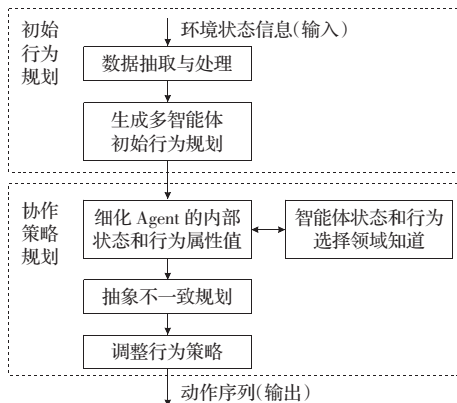 初始
行为
规划
环境状态信息(输入)
数据抽取与处理
生成多智能体
初始行为规划
协作
策略
规划
细化 Agent 的内部
状态和行为属性值
智能体状态和行为
选择领域知道
抽象不一致规划
调整行为策略
动作序列(输出)